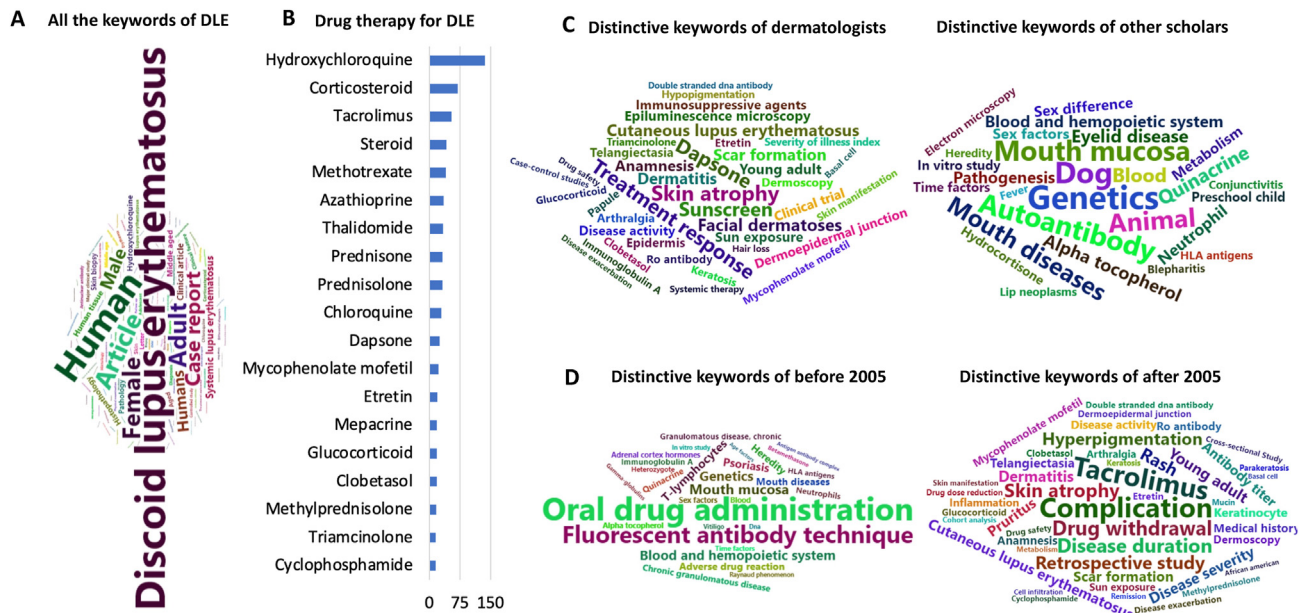 A
All the keywords of DLE
Discoid lupus erythematosus
Human
Article
Female
Male
Adult
Case report
Humans
Systemic lupus erythematosus
Hydroxychloroquine
Middle aged
Clinical article
Skin biopsy
Human tissue
Histopathology
Pathology
B
Drug therapy for DLE
Hydroxychloroquine
Corticosteroid
Tacrolimus
Steroid
Methotrexate
Azathioprine
Thalidomide
Prednisone
Prednisolone
Chloroquine
Dapsone
Mycophenolate mofetil
Etretin
Mepacrine
Glucocorticoid
Clobetasol
Methylprednisolone
Triamcinolone
Cyclophosphamide
0 75 150
C
Distinctive keywords of dermatologists
Double stranded dna antibody
Hypopigmentation
Immunosuppressive agents
Epiluminescence microscopy
Cutaneous lupus erythematosus
Triamcinolone
Dapsone
Etretin
Severity of illness index
Telangiectasia
Scar formation
Basal cell
Case-control studies
Drug safety
Anamnesis
Young adult
Glucocorticoid
Treatment response
Dermatitis
Dermoscopy
Skin atrophy
Clinical trial
Skin manifestation
Papule
Sunscreen
Arthralgia
Facial dermatoses
Dermoepidermal junction
Disease activity
Sun exposure
Clobetasol
Epidermis
Hair loss
Immunoglobulin A
Ro antibody
Disease exacerbation
Keratosis
Mycophenolate mofetil
Systemic therapy
Distinctive keywords of other scholars
Electron microscopy
Sex difference
Blood and hemopoietic system
Sex factors
Eyelid disease
Heredity
Mouth mucosa
Metabolism
In vitro study
Dog
Blood
Quinacrine
Pathogenesis
Time factors
Fever
Genetics
Conjunctivitis
Preschool child
Mouth diseases
Autoantibody
Animal
Neutrophil
Hydrocortisone
Alpha tocopherol
HLA antigens
Blepharitis
Lip neoplasms
D
Distinctive keywords of before 2005
Granulomatous disease, chronic
In vitro study
Age factors
Antigen antibody complex
Adrenal cortex hormones
T-lymphocytes
Heredity
Betamethasone
Immunoglobulin A
Psoriasis
HLA antigens
Heterozygote
Genetics
Mouth diseases
Gamma-globulins
Quinacrine
Mouth mucosa
Neutrophils
Sex factors
Blood
Oral drug administration
Alpha tocopherol
Vitiligo
Dna
Fluorescent antibody technique
Time factors
Blood and hemopoietic system
Adverse drug reaction
Raynaud phenomenon
Chronic granulomatous disease
Distinctive keywords of after 2005
Mycophenolate mofetil
Double stranded dna antibody
Dermoepidermal junction
Disease activity
Ro antibody
Hyperpigmentation
Cross-sectional Study
Clobetasol
Arthralgia
Rash
Young adult
Antibody titer
Telangiectasia
Keratosis
Parakeratosis
Dermatitis
Tacrolimus
Basal cell
Skin manifestation
Skin atrophy
Etretin
Drug dose reduction
Inflammation
Pruritus
Complication
Mucin
Keratinocyte
Glucocorticoid
Cohort analysis
Drug withdrawal
Medical history
Drug safety
Anamnesis
Disease duration
Dermoscopy
Metabolism
Cutaneous lupus erythematosus
Retrospective study
Disease severity
Scar formation
African american
Sun exposure
Methylprednisolone
Cell infiltration
Cyclophosphamide
Remission
Disease exacerbation